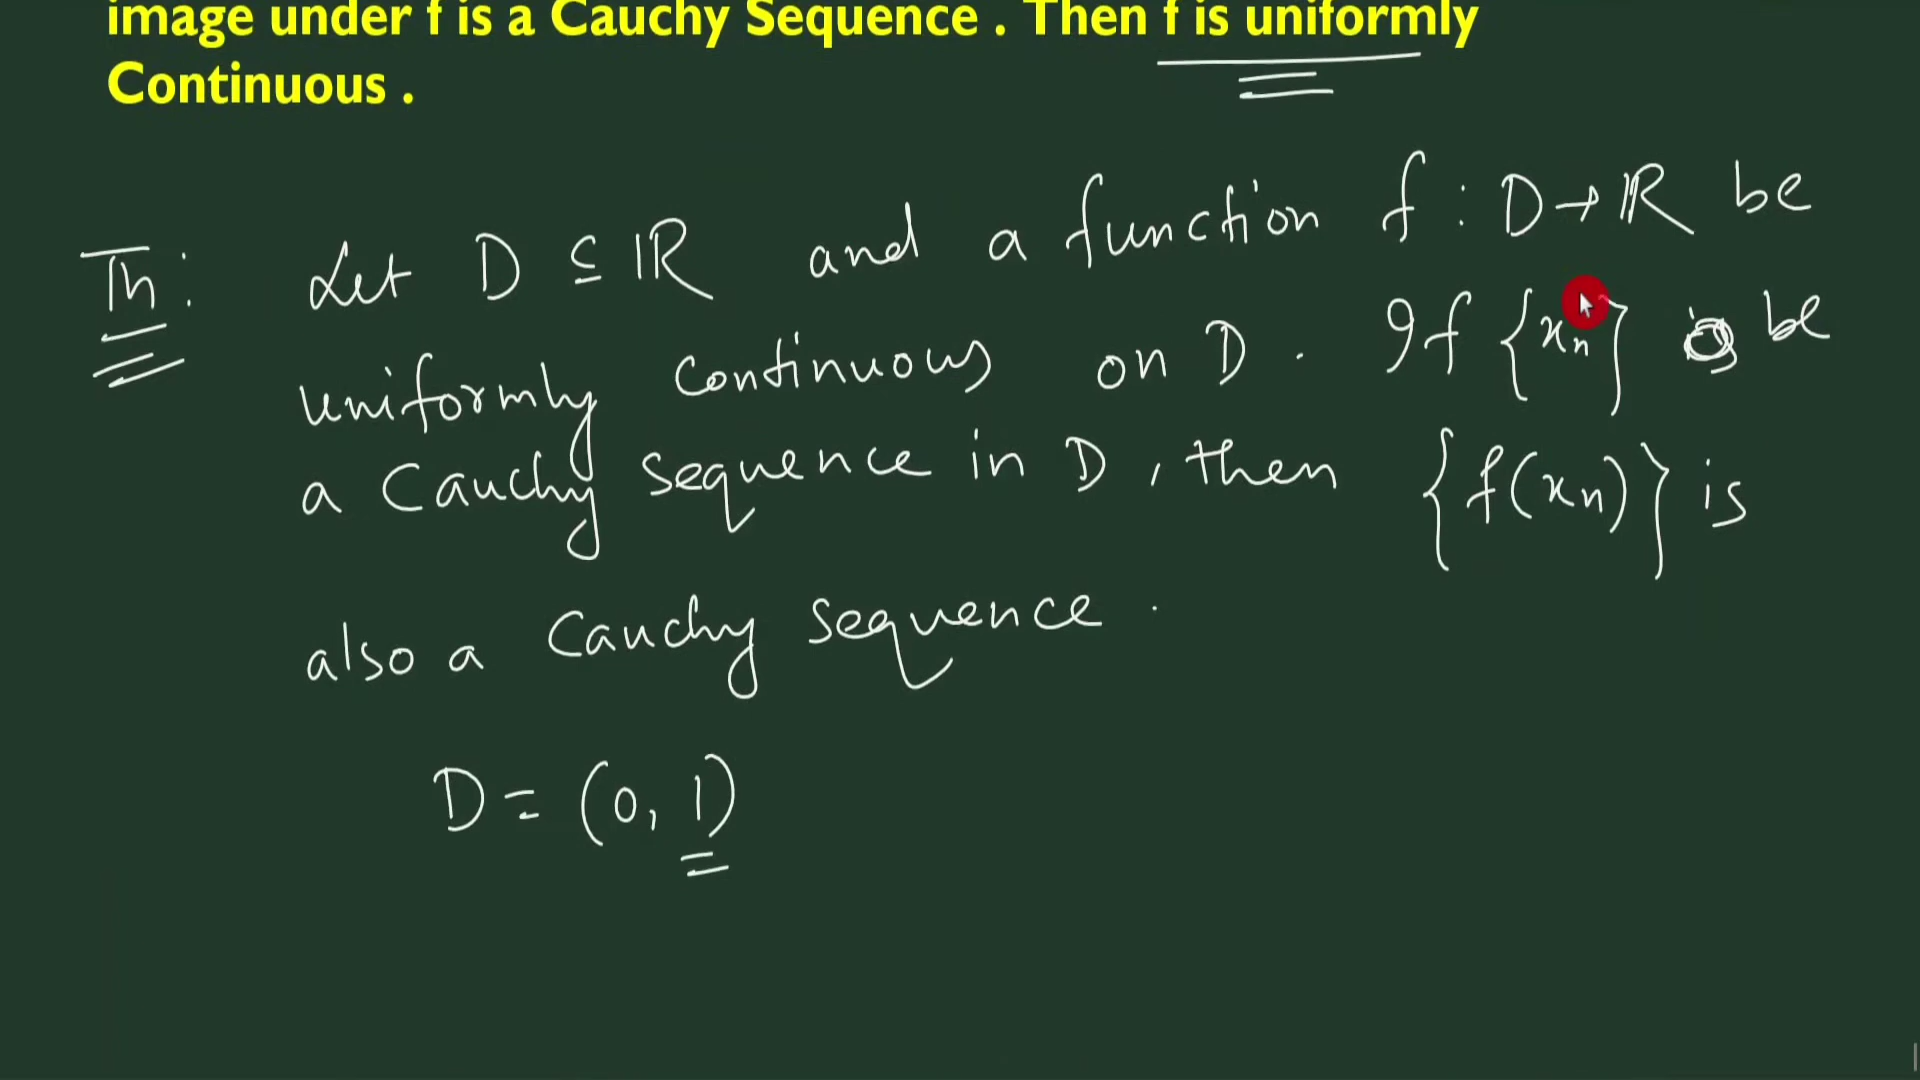 image under f is a Cauchy Sequence . Then f is uniformly
Continuous .
Th : Let D ⊆ ℝ and a function f : D → ℝ be
uniformly continuous on D . If {xₙ} be
a Cauchy sequence in D , then {f(xₙ)} is
also a Cauchy sequence .
D = (0, 1)